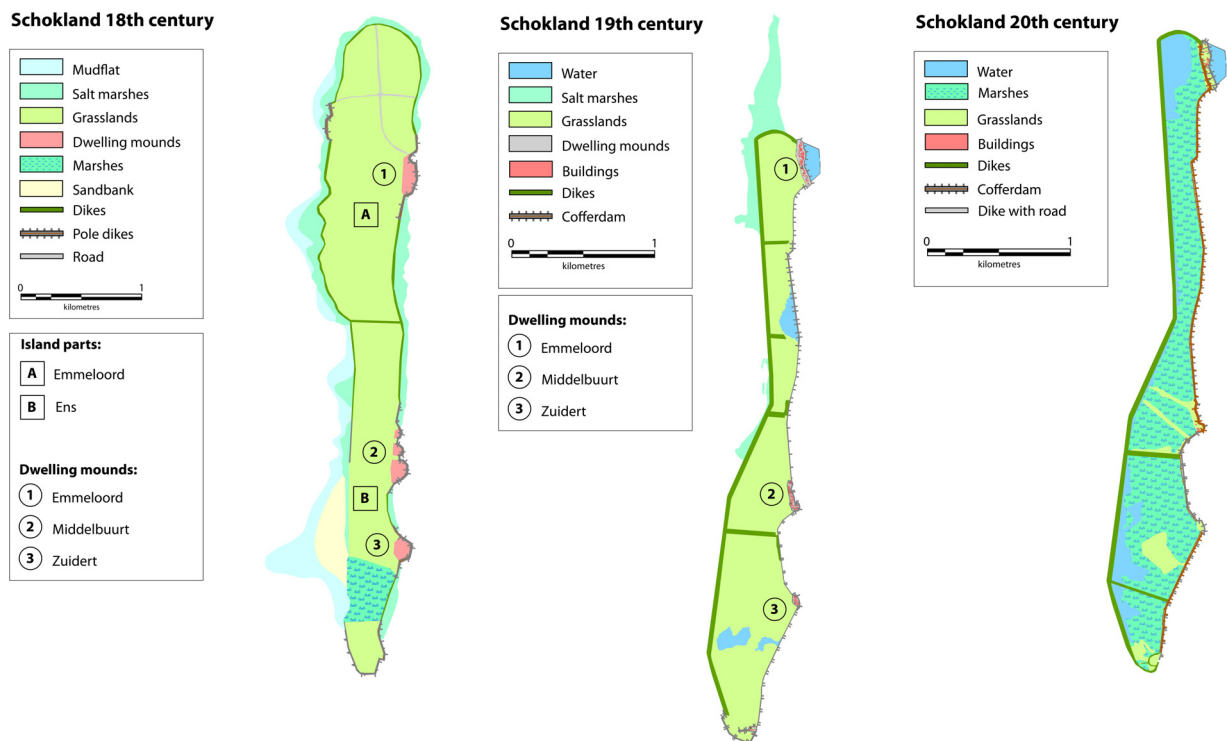 Schokland 18th century
Mudflat
Salt marshes
Grasslands
Dwelling mounds
Marshes
Sandbank
Dikes
Pole dikes
Road
0 1
kilometres
Island parts:
A Emmeloord
B Ens
Dwelling mounds:
1 Emmeloord
2 Middelbuurt
3 Zuidert
1
A
2
B
3
Schokland 19th century
Water
Salt marshes
Grasslands
Dwelling mounds
Buildings
Dikes
Cofferdam
0 1
kilometres
Dwelling mounds:
1 Emmeloord
2 Middelbuurt
3 Zuidert
1
2
3
Schokland 20th century
Water
Marshes
Grasslands
Buildings
Dikes
Cofferdam
Dike with road
0 1
kilometres